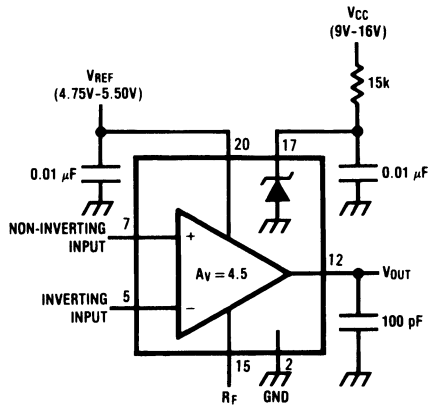 VCC
(9V–16V)
15k
VREF
(4.75V–5.50V)
20
17
0.01 µF
0.01 µF
7
NON-INVERTING
INPUT
+
AV = 4.5
12
VOUT
5
INVERTING
INPUT
–
100 pF
15
2
RF
GND